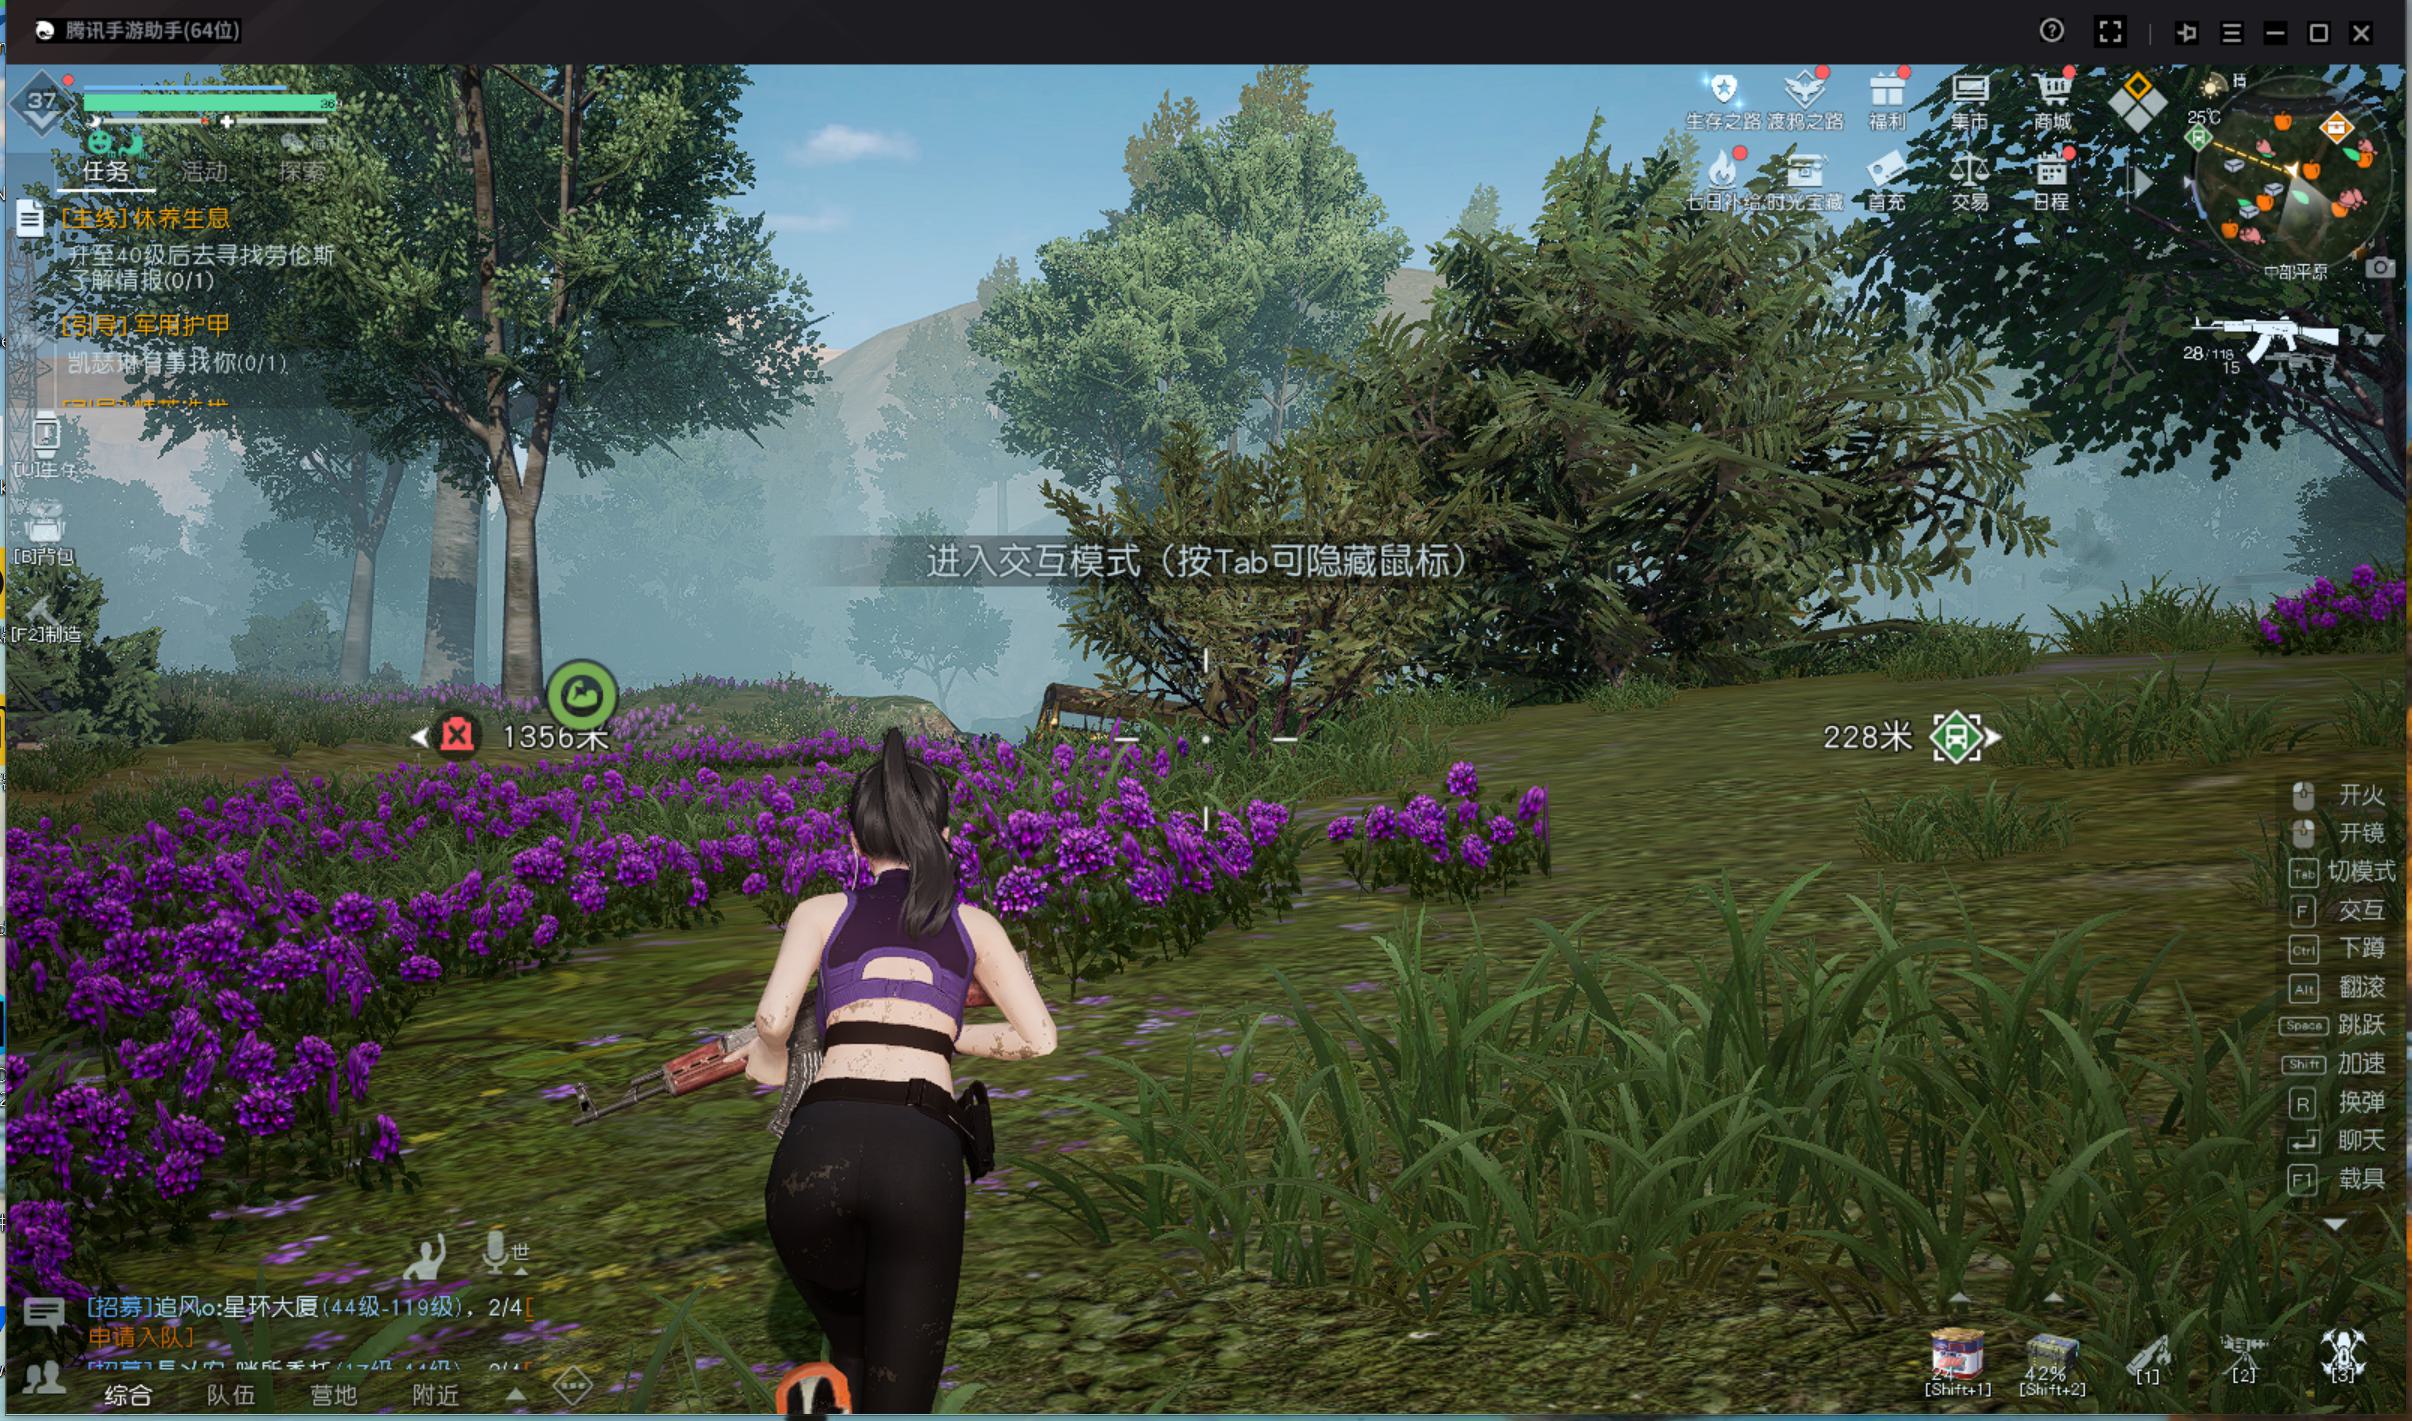 腾讯手游助手(64位)
37
36
任务 活动 探索
[主线]休养生息
升至40级后去寻找劳伦斯
了解情报(0/1)
[引导]军用护甲
凯瑟琳有事找你(0/1)
[U]生存
[B]背包
[F2]制造
生存之路 渡鸦之路 福利 集市 商城
七日补给 时光宝藏 首充 交易 日程
25℃
中部平原
28/118
15
进入交互模式（按Tab可隐藏鼠标）
1356米
228米
开火
开镜
Tab 切模式
F 交互
Ctrl 下蹲
Alt 翻滚
Space 跳跃
Shift 加速
R 换弹
聊天
F1 载具
世
[招募]追风o:星环大厦(44级-119级)，2/4[
申请入队]
综合 队伍 营地 附近
24
[Shift+1]
42%
[Shift+2]
[1]
[2]
[3]